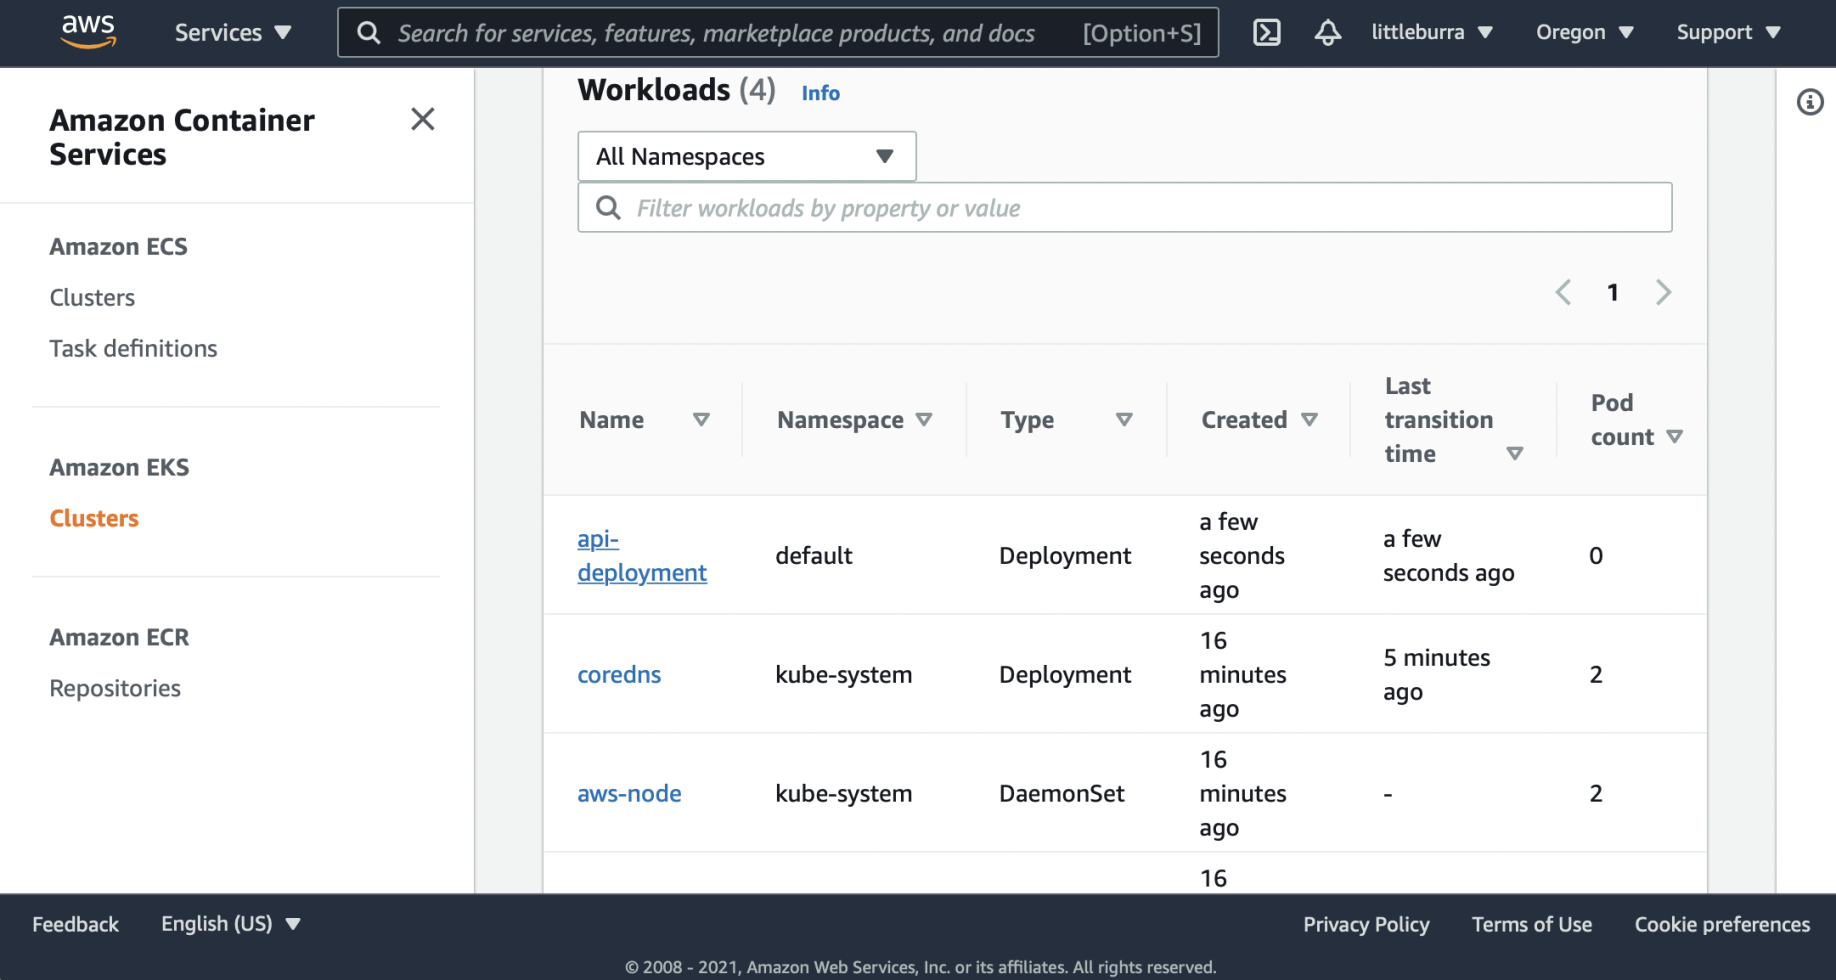 aws
Services
Search for services, features, marketplace products, and docs
[Option+S]
littleburra
Oregon
Support
Amazon Container
Services
Amazon ECS
Clusters
Task definitions
Amazon EKS
Clusters
Amazon ECR
Repositories
Workloads (4) Info
All Namespaces
Filter workloads by property or value
1
Name
Namespace
Type
Created
Last
transition
time
Pod
count
api-
deployment
default
Deployment
a few
seconds
ago
a few
seconds ago
0
coredns
kube-system
Deployment
16
minutes
ago
5 minutes
ago
2
aws-node
kube-system
DaemonSet
16
minutes
ago
-
2
16
Feedback
English (US)
Privacy Policy
Terms of Use
Cookie preferences
© 2008 - 2021, Amazon Web Services, Inc. or its affiliates. All rights reserved.